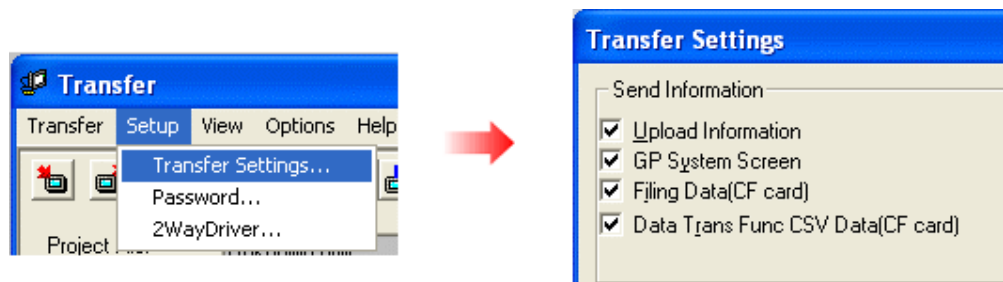 Transfer
Transfer Setup View Options Help
Transfer Settings...
Password...
2WayDriver...
Project
Transfer Settings
Send Information
Upload Information
GP System Screen
Filing Data(CF card)
Data Trans Func CSV Data(CF card)